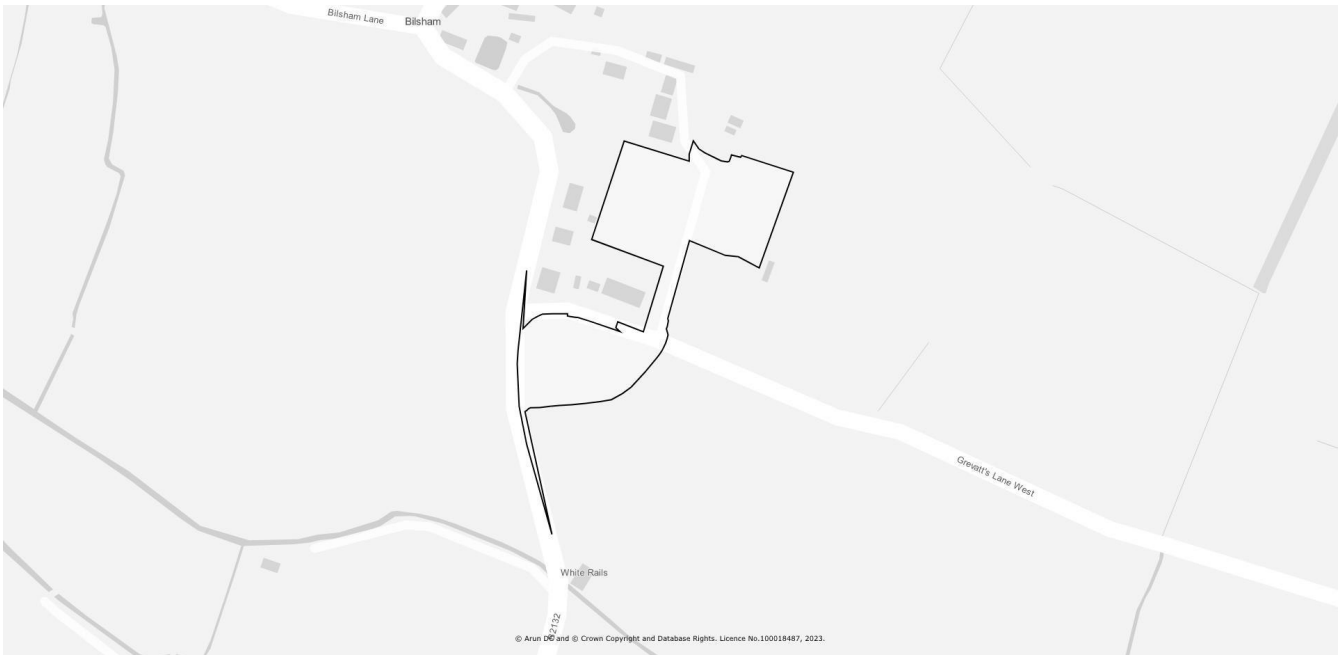 Bilsham Lane
Bilsham
Grevatt's Lane West
White Rails
B2132
© Arun DC and © Crown Copyright and Database Rights. Licence No.100018487, 2023.